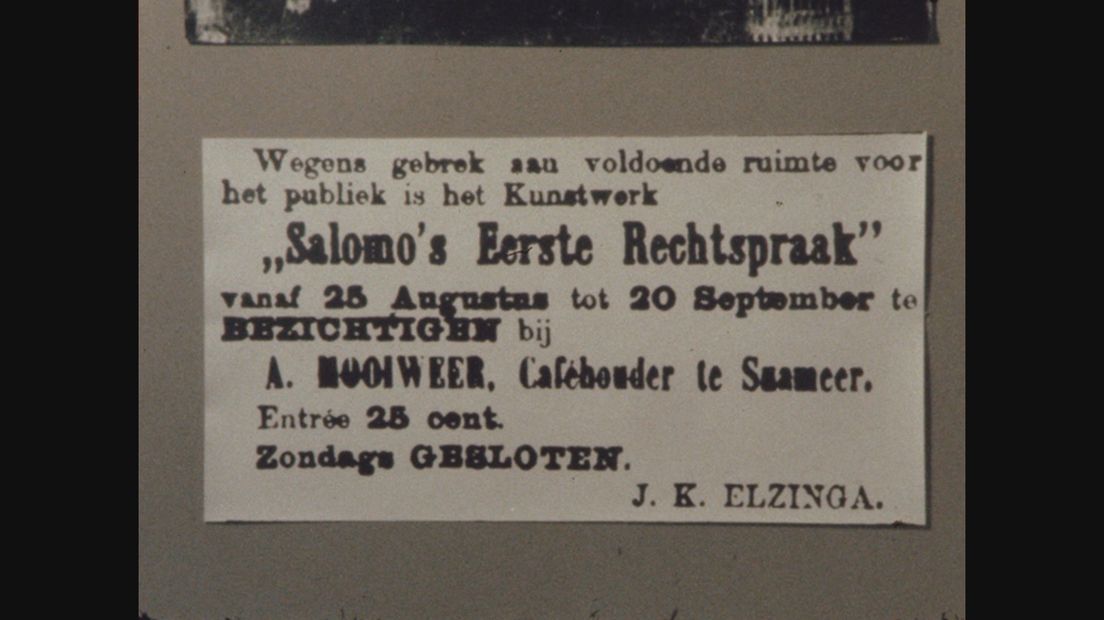 Wegens gebrek aan voldoende ruimte voor
het publiek is het Kunstwerk
„Salomo's Eerste Rechtspraak”
vanaf 25 Augustus tot 20 September te
BEZICHTIGEN bij
A. MOOIWEER, Caféhouder te Suameer.
Entrée 25 cent.
Zondags GESLOTEN.
J. K. ELZINGA.